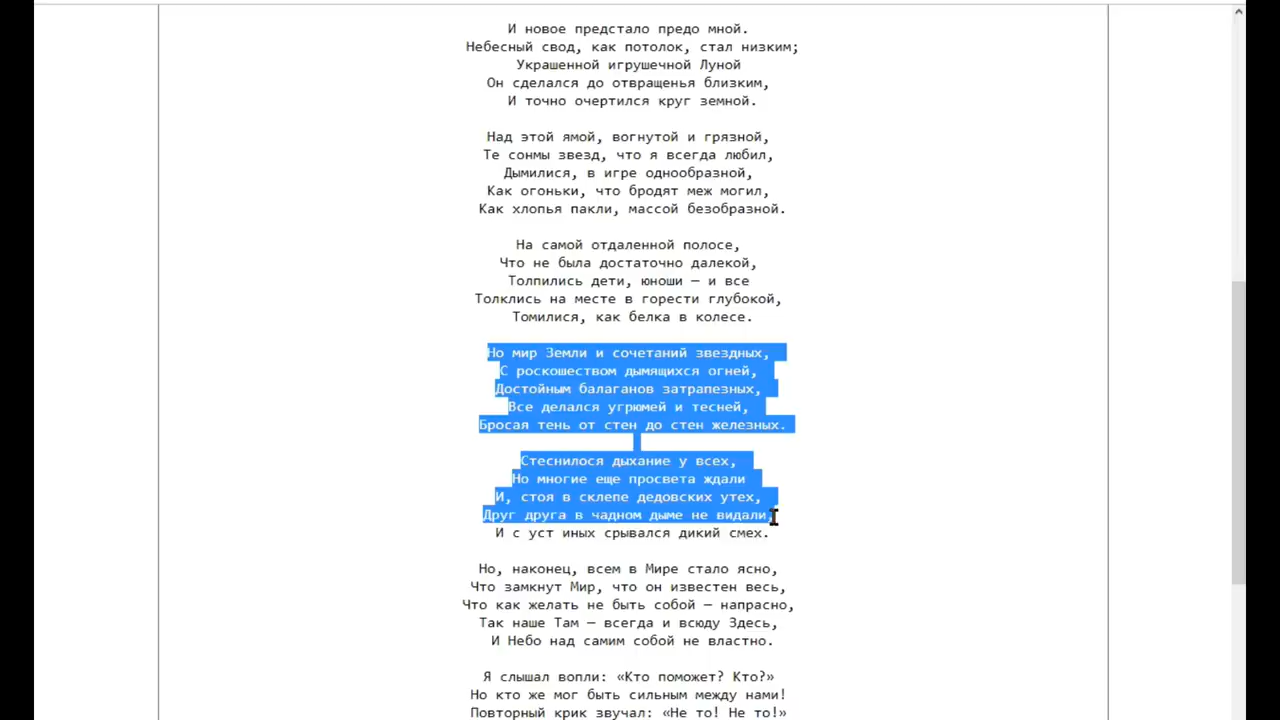 И новое предстало предо мной.
Небесный свод, как потолок, стал низким;
Украшенной игрушечной Луной
Он сделался до отвращенья близким,
И точно очертился круг земной.
Над этой ямой, вогнутой и грязной,
Те сонмы звезд, что я всегда любил,
Дымилися, в игре однообразной,
Как огоньки, что бродят меж могил,
Как хлопья пакли, массой безобразной.
На самой отдаленной полосе,
Что не была достаточно далекой,
Толпились дети, юноши — и все
Толклись на месте в горести глубокой,
Томилися, как белка в колесе.
Но мир Земли и сочетаний звездных,
С роскошеством дымящихся огней,
Достойным балаганов затрапезных,
Все делался угрюмей и тесней,
Бросая тень от стен до стен железных.
Стеснилося дыхание у всех,
Но многие еще просвета ждали
И, стоя в склепе дедовских утех,
Друг друга в чадном дыме не видали,
И с уст иных срывался дикий смех.
Но, наконец, всем в Мире стало ясно,
Что замкнут Мир, что он известен весь,
Что как желать не быть собой — напрасно,
Так наше Там — всегда и всюду Здесь,
И Небо над самим собой не властно.
Я слышал вопли: «Кто поможет? Кто?»
Но кто же мог быть сильным между нами!
Повторный крик звучал: «Не то! Не то!»